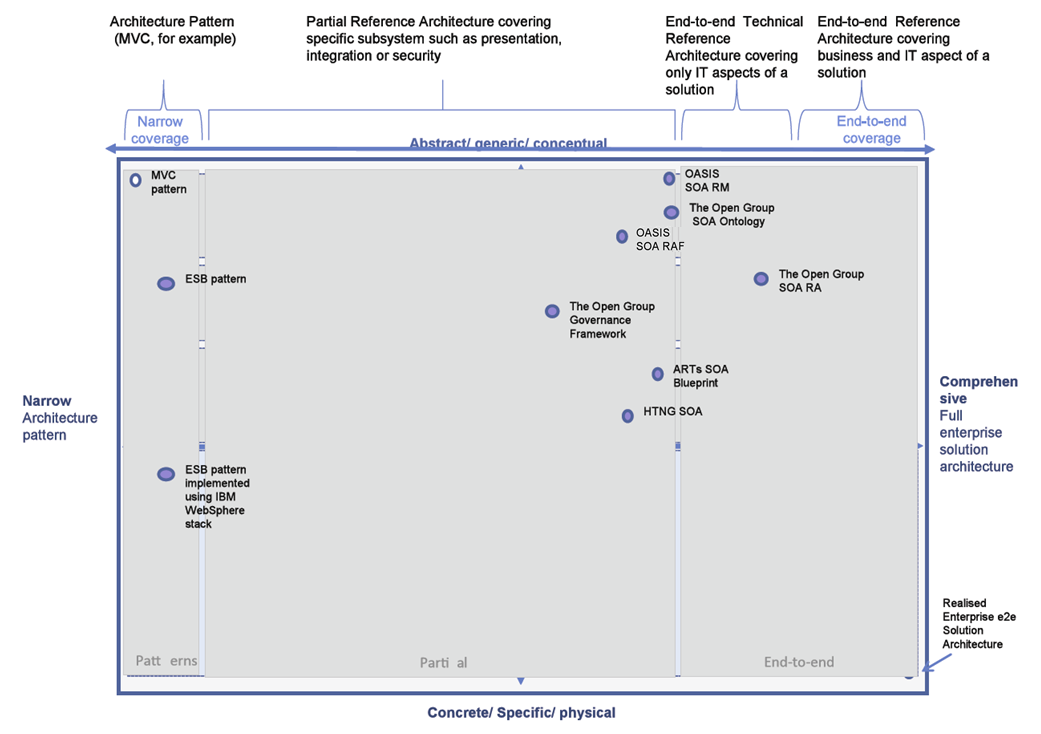 Architecture Pattern
(MVC, for example)
Partial Reference Architecture covering
specific subsystem such as presentation,
integration or security
End-to-end Technical
Reference
Architecture covering
only IT aspects of a
solution
End-to-end Reference
Architecture covering
business and IT aspect of a
solution
Narrow
coverage
End-to-end
coverage
Abstract/ generic/ conceptual
MVC
pattern
OASIS
SOA RM
The Open Group
SOA Ontology
OASIS
SOA RAF
ESB pattern
The Open Group
SOA RA
The Open Group
Governance
Framework
ARTs SOA
Blueprint
HTNG SOA
Narrow
Architecture
pattern
Comprehen
sive
Full
enterprise
solution
architecture
ESB pattern
implemented
using IBM
WebSphere
stack
Realised
Enterprise e2e
Solution
Architecture
Patt erns
Parti al
End-to-end
Concrete/ Specific/ physical